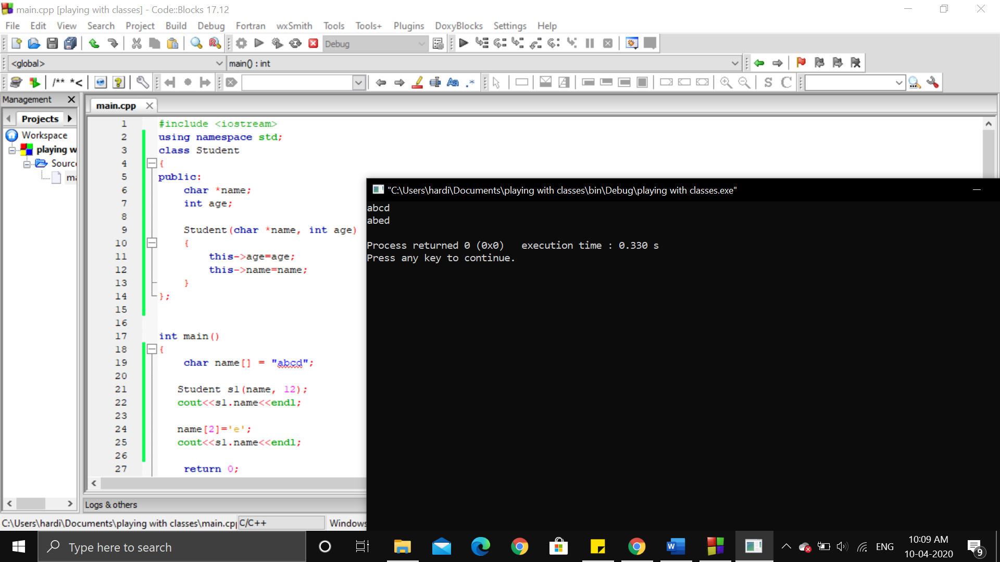 main.cpp [playing with classes] - Code::Blocks 17.12
File Edit View Search Project Build Debug Fortran wxSmith Tools Tools+ Plugins DoxyBlocks Settings Help
Debug
<global> main() : int
/** *<
Aa .*
S C
Management
Projects
main.cpp
Workspace
playing w
Sourc
ma
1 #include <iostream>
2 using namespace std;
3 class Student
4 {
5 public:
6 char *name;
7 int age;
8
9 Student(char *name, int age)
10 {
11 this->age=age;
12 this->name=name;
13 }
14 };
15
16
17 int main()
18 {
19 char name[] = "abcd";
20
21 Student s1(name, 12);
22 cout<<s1.name<<endl;
23
24 name[2]='e';
25 cout<<s1.name<<endl;
26
27 return 0;
"C:\Users\hardi\Documents\playing with classes\bin\Debug\playing with classes.exe"
abcd
abed
Process returned 0 (0x0) execution time : 0.330 s
Press any key to continue.
Logs & others
C:\Users\hardi\Documents\playing with classes\main.cpp C/C++ Windows
Type here to search
W
ENG
10:09 AM
10-04-2020
9